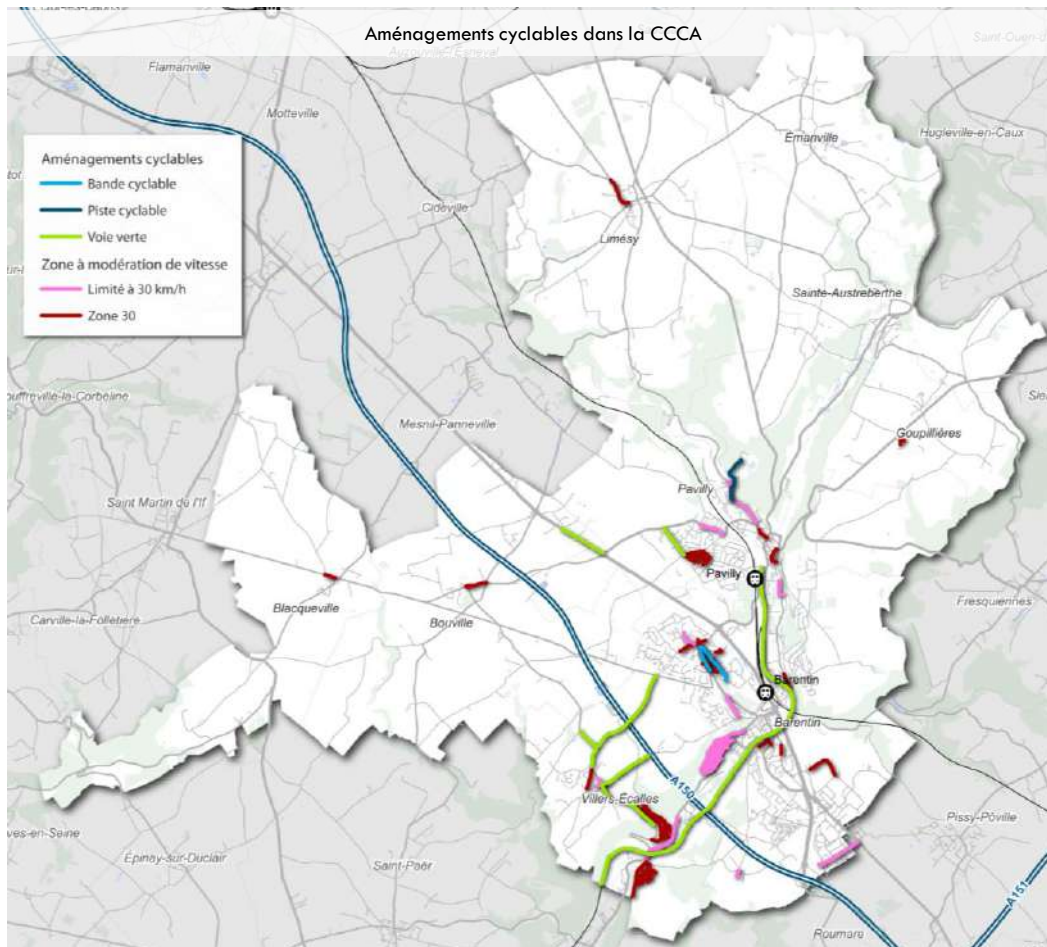 Aménagements cyclables dans la CCCA
Flamanville
Motteville
Émanville
Hugleville-en-Caux
Aménagements cyclables
Bande cyclable
Piste cyclable
Voie verte
Zone à modération de vitesse
Limité à 30 km/h
Zone 30
Cideville
Limésy
Sainte-Austreberthe
Mesnil-Panneville
Goupillières
Pavilly
Saint Martin de l'If
Pavilly
Blacqueville
Bouville
Carville-la-Folletière
Fresquiennes
Barentin
Barentin
A150
Villers-Écalles
Pissy-Pôville
Épinay-sur-Duclair
Saint-Paër
A151
Roumare